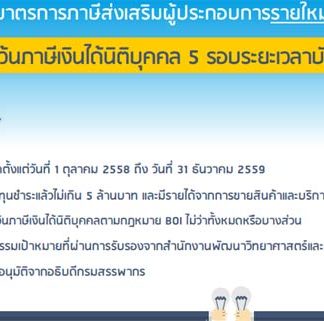 าตรการภาษีส่งเสริมผู้ประกอบการรายใหม
ว้นภาษีเงินได้นิติบุคคล 5 รอบระยะเวลาบั
ตั้งแต่วันที่ 1 ตุลาคม 2558 ถึง วันที่ 31 ธันวาคม 2559
ทุนชำระแล้วไม่เกิน 5 ล้านบาท และมีรายได้จากการขายสินค้าและบริกา
ว้นภาษีเงินได้นิติบุคคลตามกฎหมาย BOI ไม่ว่าทั้งหมดหรือบางส่วน
รรมเป้าหมายที่ผ่านการรับรองจากสำนักงานพัฒนาวิทยาศาสตร์และ
อนุมัติจากอธิบดีกรมสรรพากร